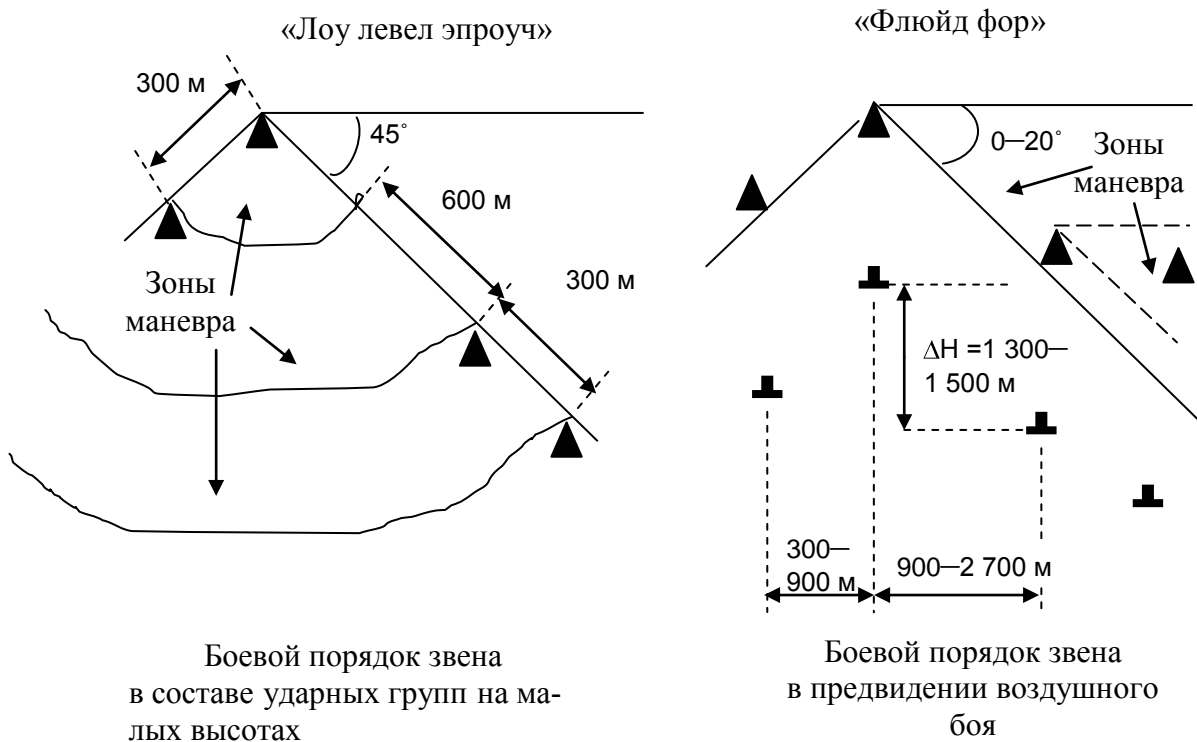 «Лоу левел эпроуч»
300 м
45°
600 м
300 м
Зоны
маневра
Боевой порядок звена
в составе ударных групп на ма-
лых высотах
«Флюйд фор»
0–20°
Зоны
маневра
ΔH =1 300–
1 500 м
300–
900 м
900–2 700 м
Боевой порядок звена
в предвидении воздушного
боя